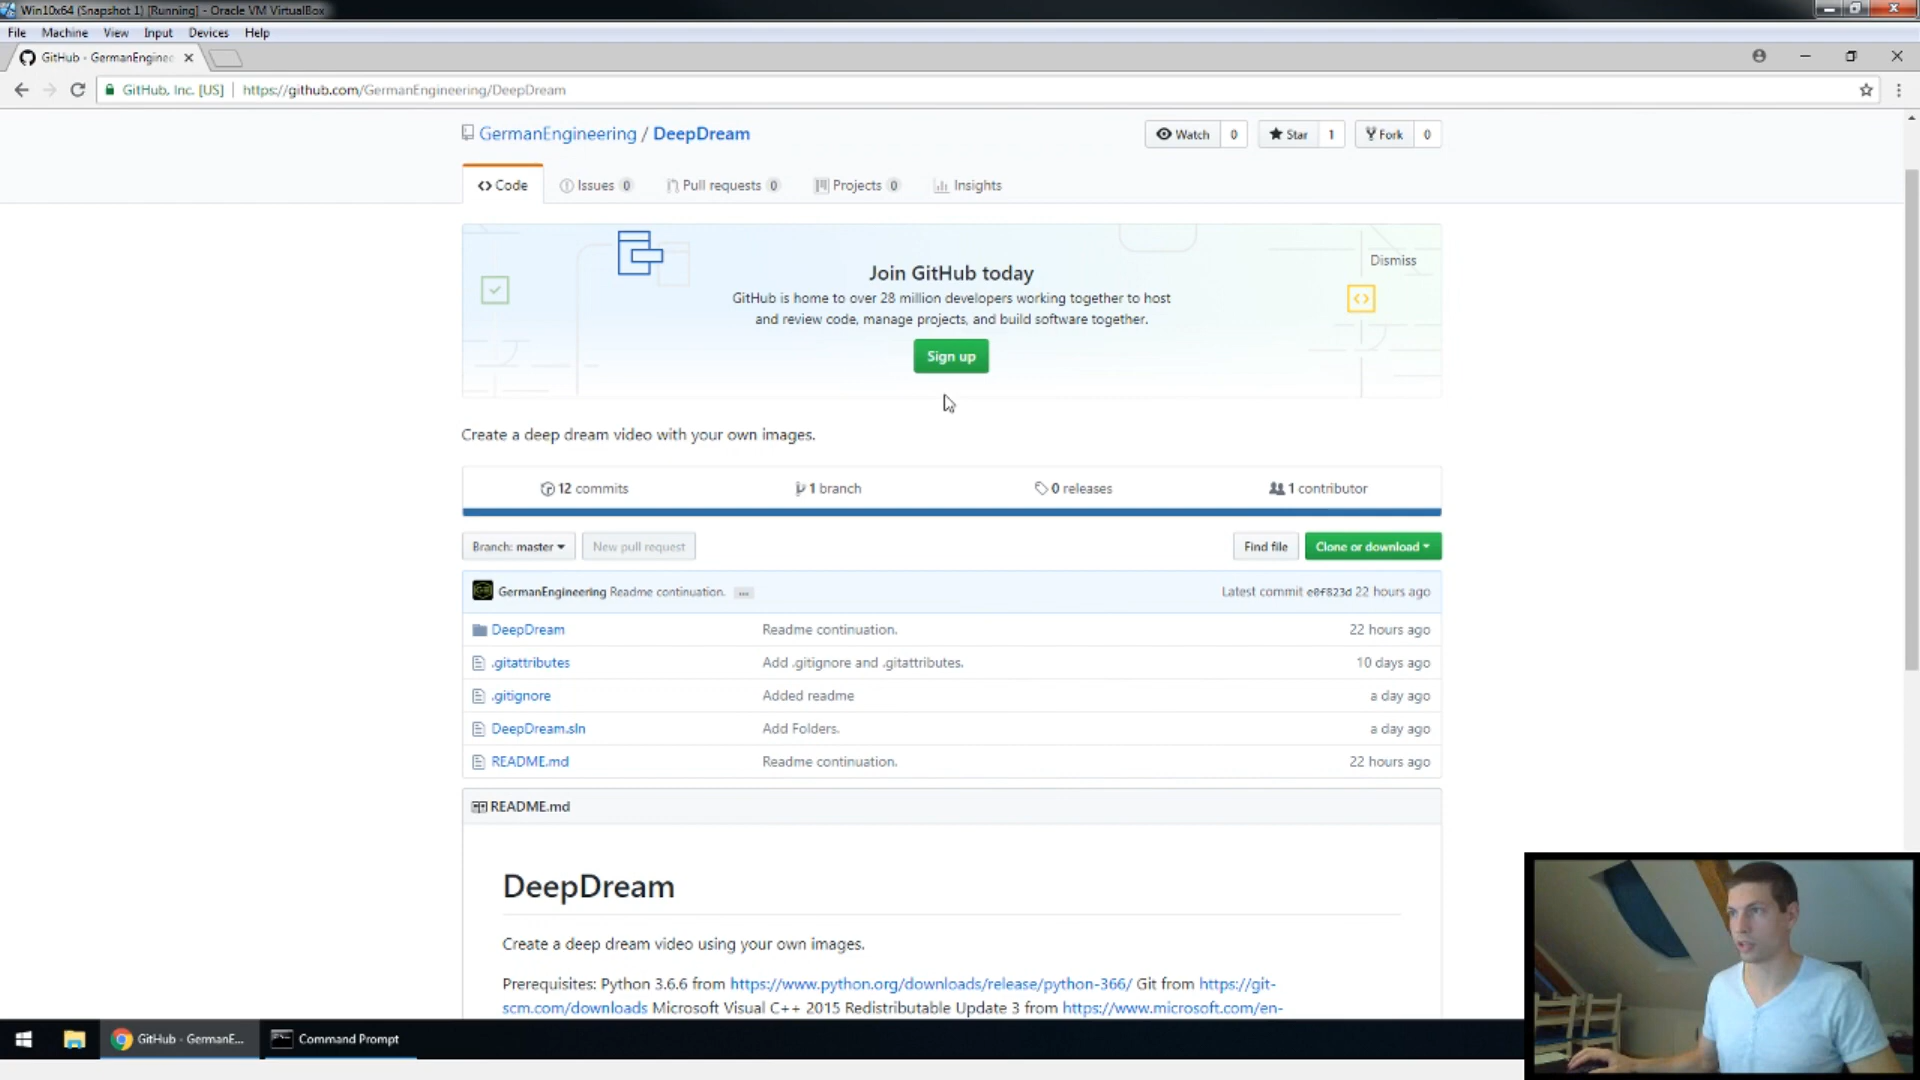 Win10x64 (Snapshot 1) [Running] - Oracle VM VirtualBox
File Machine View Input Devices Help
GitHub - GermanEnginee
GitHub, Inc. [US] https://github.com/GermanEngineering/DeepDream
GermanEngineering / DeepDream
Watch 0 Star 1 Fork 0
Code Issues 0 Pull requests 0 Projects 0 Insights
Dismiss
Join GitHub today
GitHub is home to over 28 million developers working together to host
and review code, manage projects, and build software together.
Sign up
Create a deep dream video with your own images.
12 commits 1 branch 0 releases 1 contributor
Branch: master New pull request Find file Clone or download
GermanEngineering Readme continuation. ... Latest commit e0f823d 22 hours ago
DeepDream Readme continuation. 22 hours ago
.gitattributes Add .gitignore and .gitattributes. 10 days ago
.gitignore Added readme a day ago
DeepDream.sln Add Folders. a day ago
README.md Readme continuation. 22 hours ago
README.md
DeepDream
Create a deep dream video using your own images.
Prerequisites: Python 3.6.6 from https://www.python.org/downloads/release/python-366/ Git from https://git-
scm.com/downloads Microsoft Visual C++ 2015 Redistributable Update 3 from https://www.microsoft.com/en-
GitHub - GermanE... Command Prompt